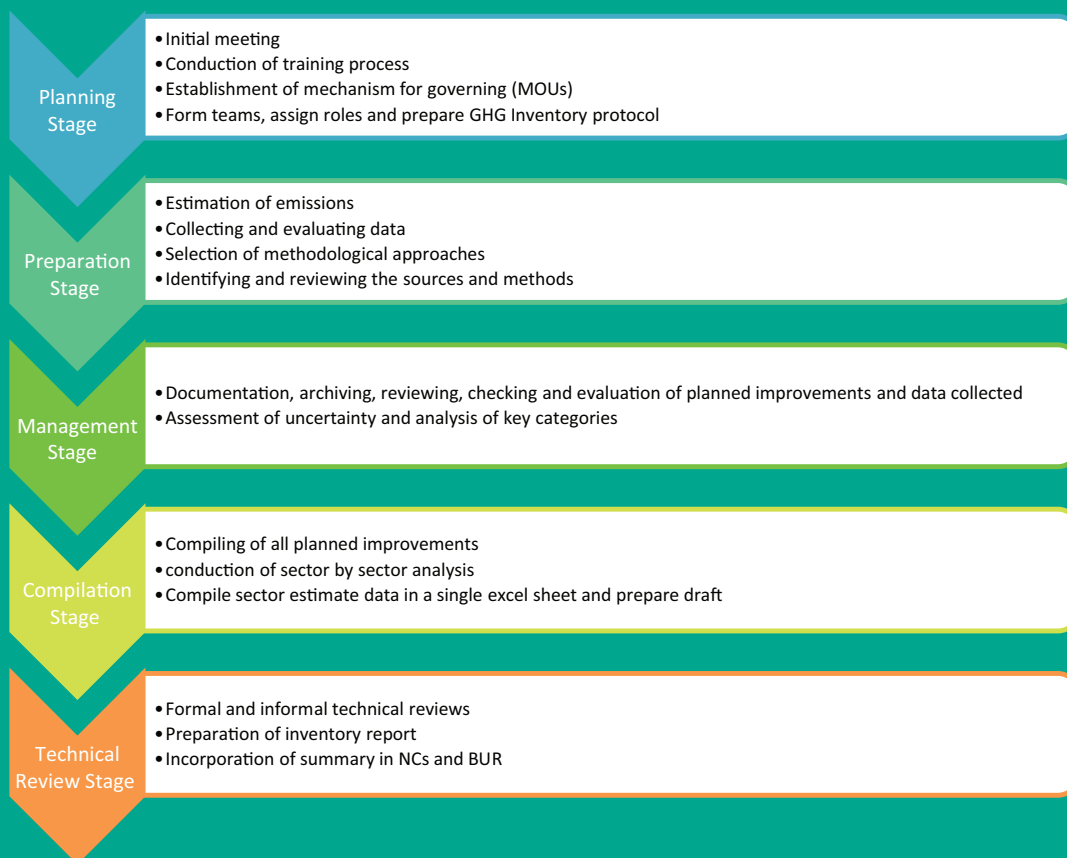 Planning
Stage
•Initial meeting
•Conduction of training process
•Establishment of mechanism for governing (MOUs)
•Form teams, assign roles and prepare GHG Inventory protocol
Preparation
Stage
•Estimation of emissions
•Collecting and evaluating data
•Selection of methodological approaches
•Identifying and reviewing the sources and methods
Management
Stage
•Documentation, archiving, reviewing, checking and evaluation of planned improvements and data collected
•Assessment of uncertainty and analysis of key categories
Compilation
Stage
•Compiling of all planned improvements
•conduction of sector by sector analysis
•Compile sector estimate data in a single excel sheet and prepare draft
Technical
Review Stage
•Formal and informal technical reviews
•Preparation of inventory report
•Incorporation of summary in NCs and BUR